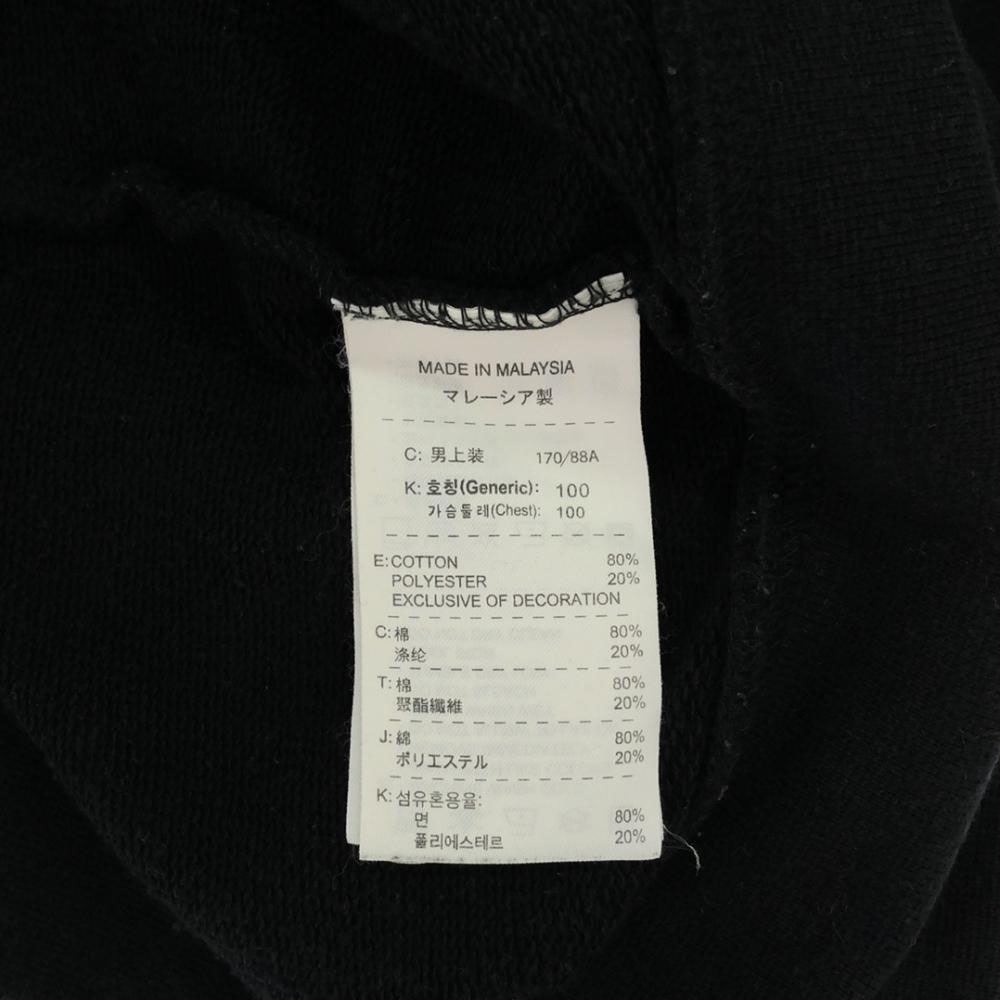 MADE IN MALAYSIA
マレーシア製
C: 男上装 170/88A
K: 호칭(Generic): 100
가슴둘레(Chest): 100
E: COTTON 80%
POLYESTER 20%
EXCLUSIVE OF DECORATION
C: 棉 80%
涤纶 20%
T: 棉 80%
聚酯纖維 20%
J: 綿 80%
ポリエステル 20%
K: 섬유혼용율:
면 80%
폴리에스테르 20%